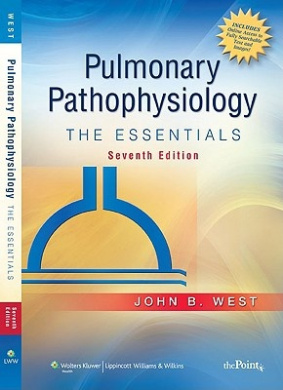 WEST
Pulmonary Pathophysiology THE ESSENTIALS
Seventh Edition
LWW
INCLUDES
Online Access to
Fully Searchable
Text and
Images!
Pulmonary
Pathophysiology
THE ESSENTIALS
Seventh Edition
JOHN B. WEST
Wolters Kluwer | Lippincott Williams & Wilkins
Health
thePoint